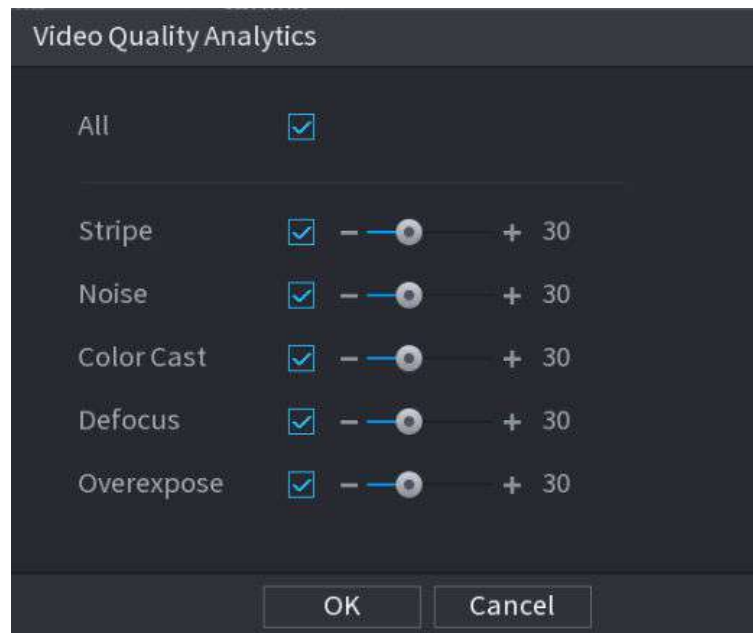 Video Quality Analytics
All
Stripe - + 30
Noise - + 30
Color Cast - + 30
Defocus - + 30
Overexpose - + 30
OK Cancel